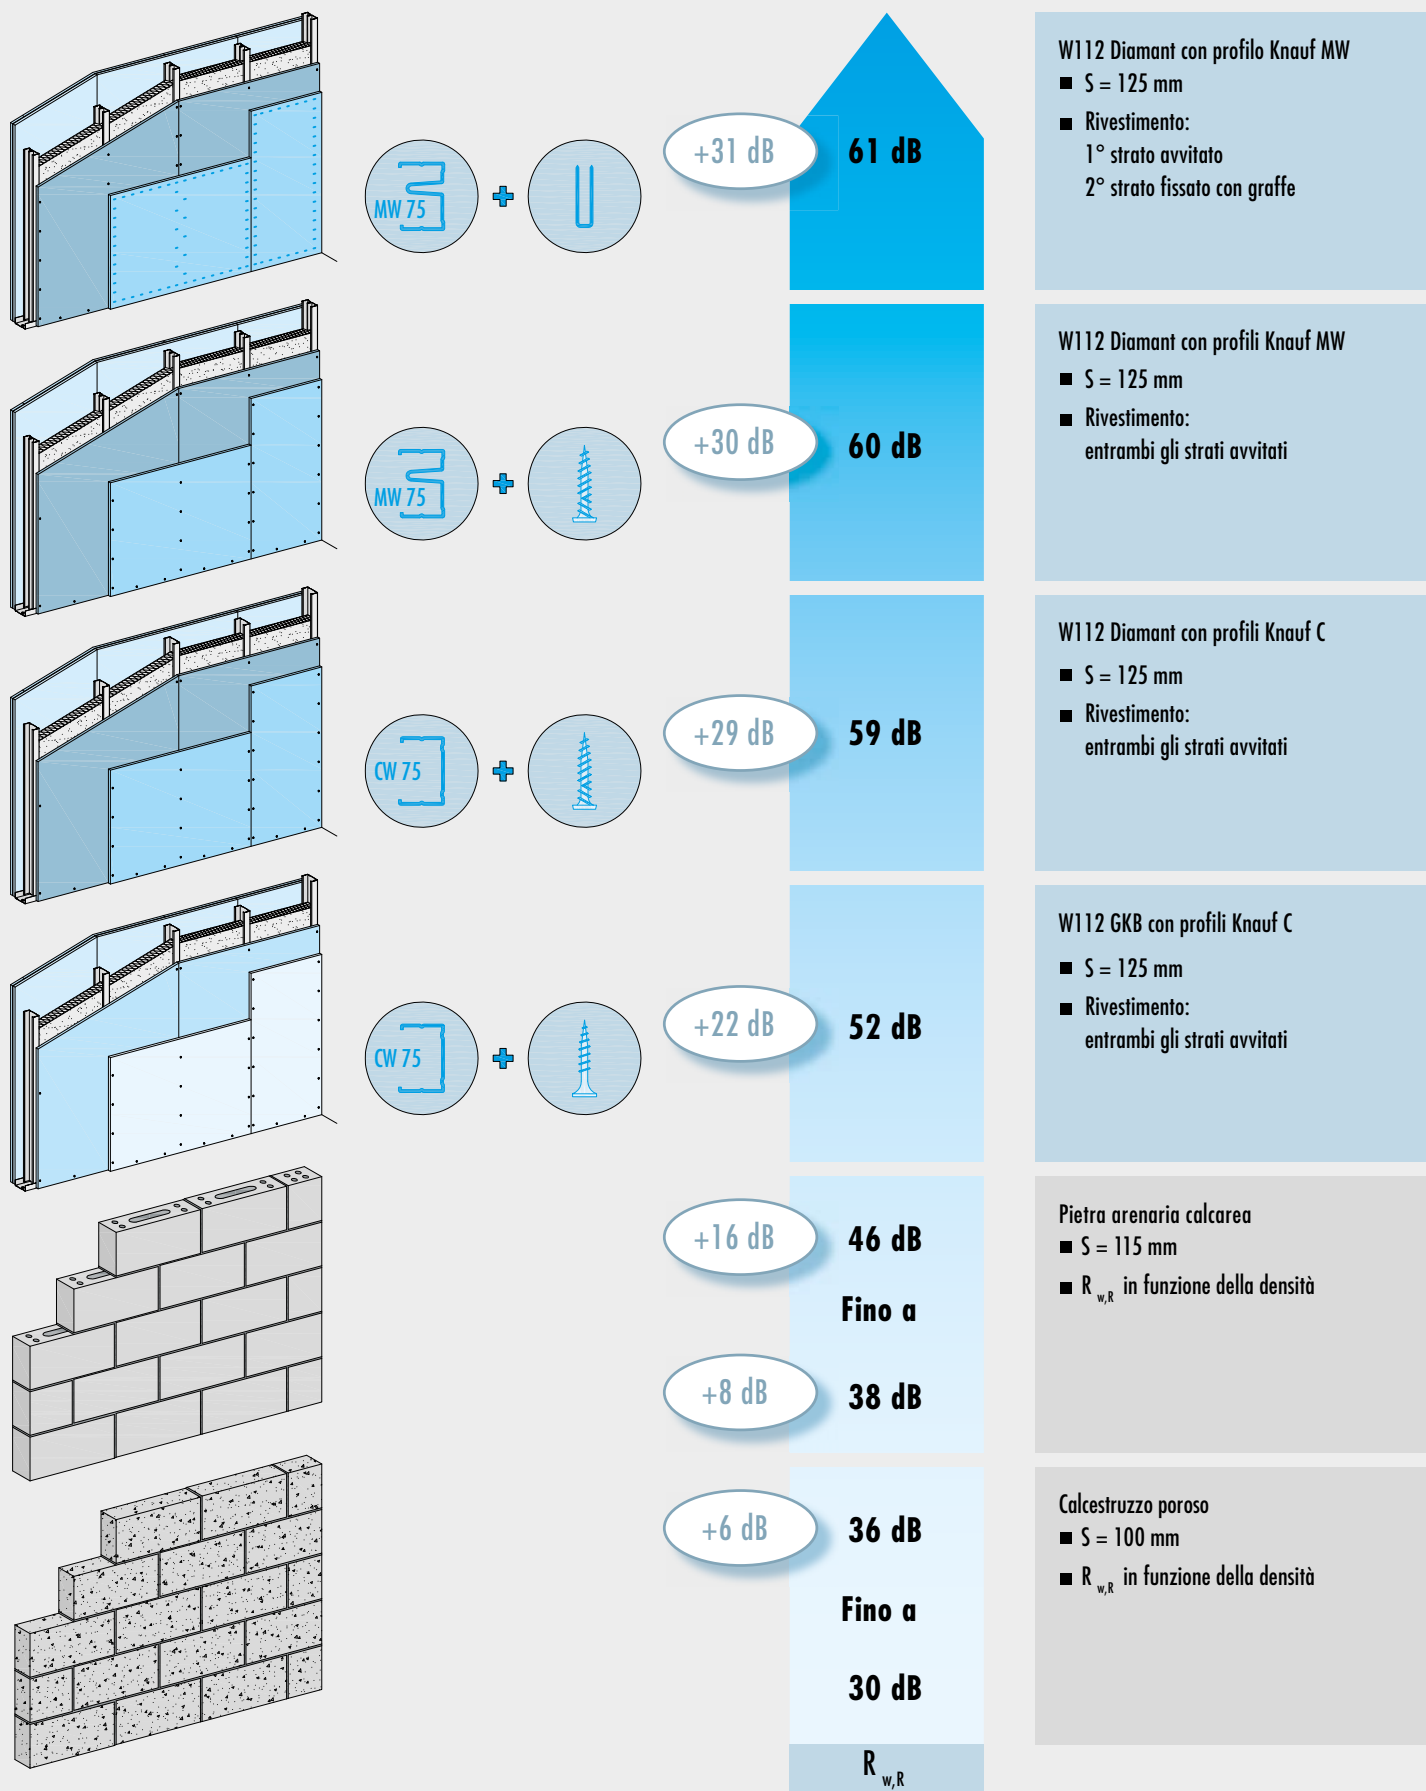 MW 75
+31 dB
61 dB
W112 Diamant con profilo Knauf MW
■ S = 125 mm
■ Rivestimento:
1° strato avvitato
2° strato fissato con graffe
MW 75
+30 dB
60 dB
W112 Diamant con profili Knauf MW
■ S = 125 mm
■ Rivestimento:
entrambi gli strati avvitati
CW 75
+29 dB
59 dB
W112 Diamant con profili Knauf C
■ S = 125 mm
■ Rivestimento:
entrambi gli strati avvitati
CW 75
+22 dB
52 dB
W112 GKB con profili Knauf C
■ S = 125 mm
■ Rivestimento:
entrambi gli strati avvitati
+16 dB
46 dB
Fino a
+8 dB
38 dB
Pietra arenaria calcarea
■ S = 115 mm
■ R w,R in funzione della densità
+6 dB
36 dB
Fino a
30 dB
Calcestruzzo poroso
■ S = 100 mm
■ R w,R in funzione della densità
R w,R